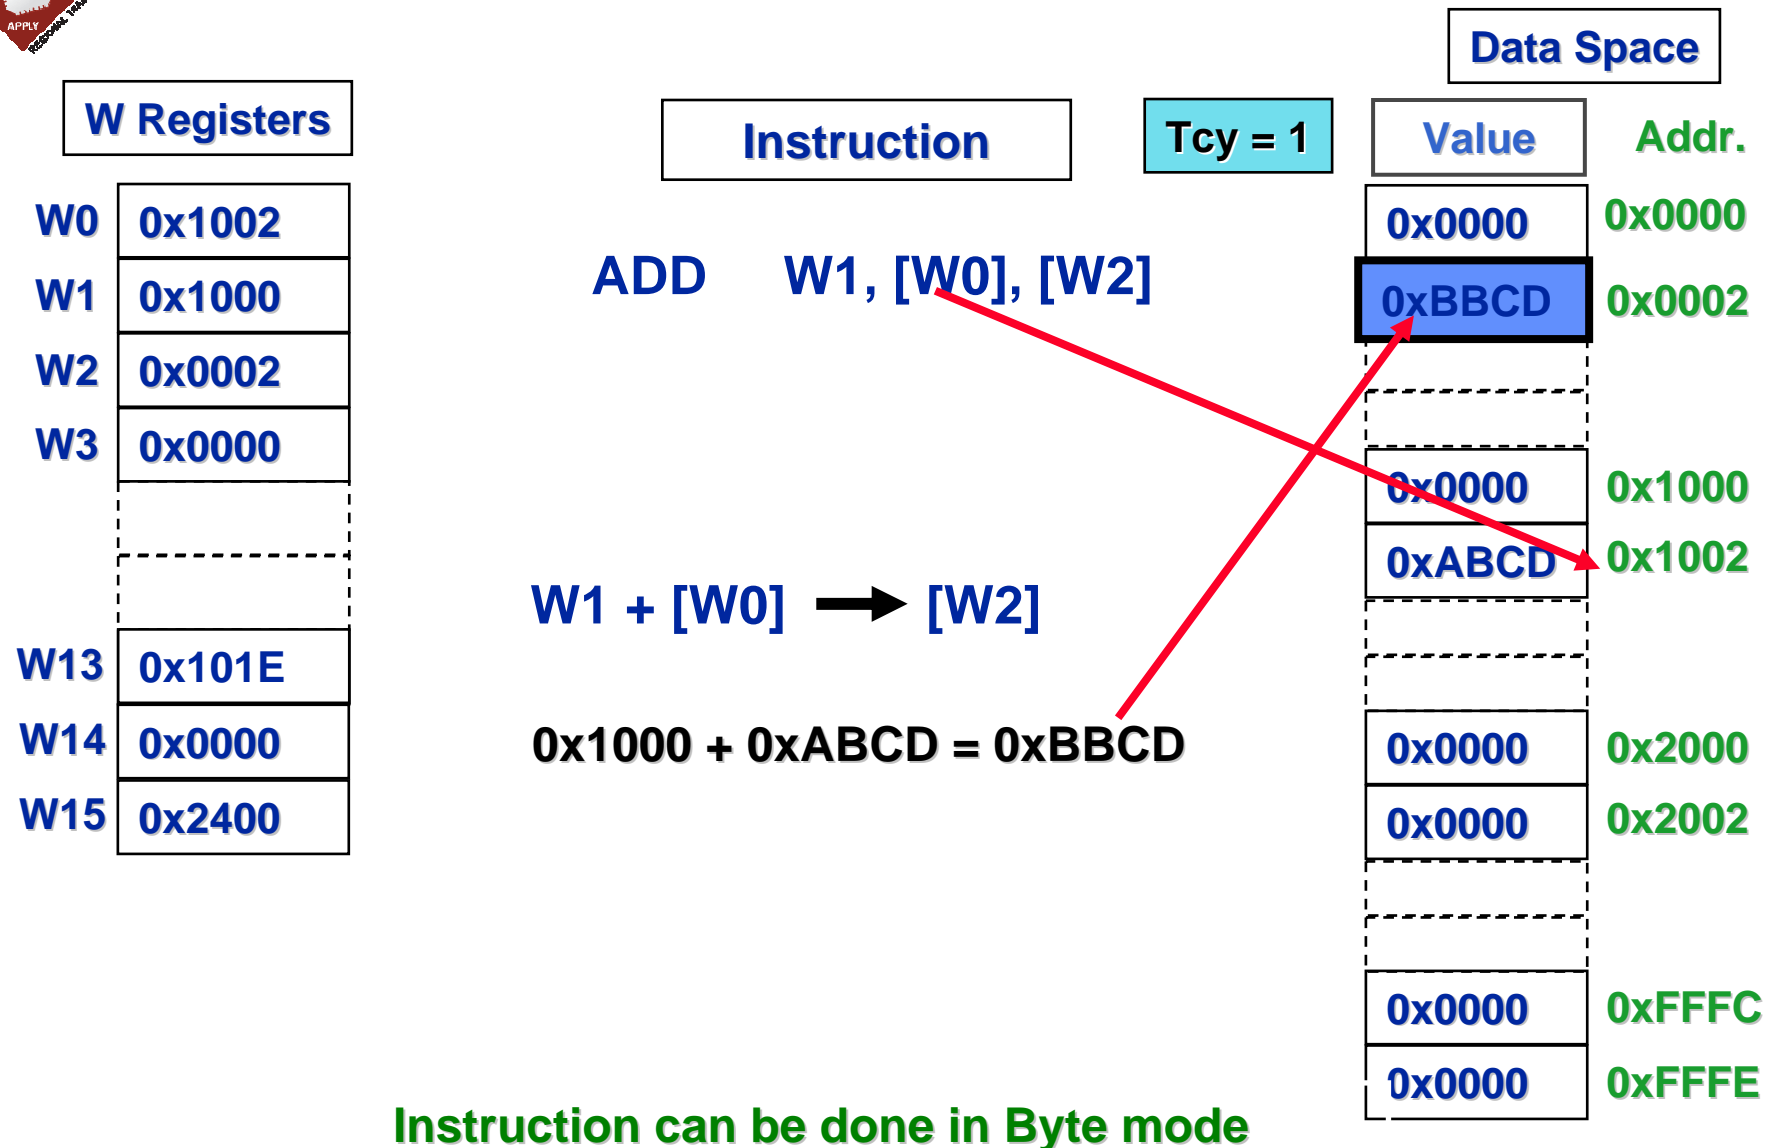 APPLY
REGIONAL
Data Space
W Registers
Instruction
Tcy = 1
Value
Addr.
W0 0x1002
W1 0x1000
W2 0x0002
W3 0x0000
W13 0x101E
W14 0x0000
W15 0x2400
ADD W1, [W0], [W2]
W1 + [W0] [W2]
0x1000 + 0xABCD = 0xBBCD
0x0000 0x0000
0xBBCD 0x0002
0x0000 0x1000
0xABCD 0x1002
0x0000 0x2000
0x0000 0x2002
0x0000 0xFFFC
0x0000 0xFFFE
Instruction can be done in Byte mode